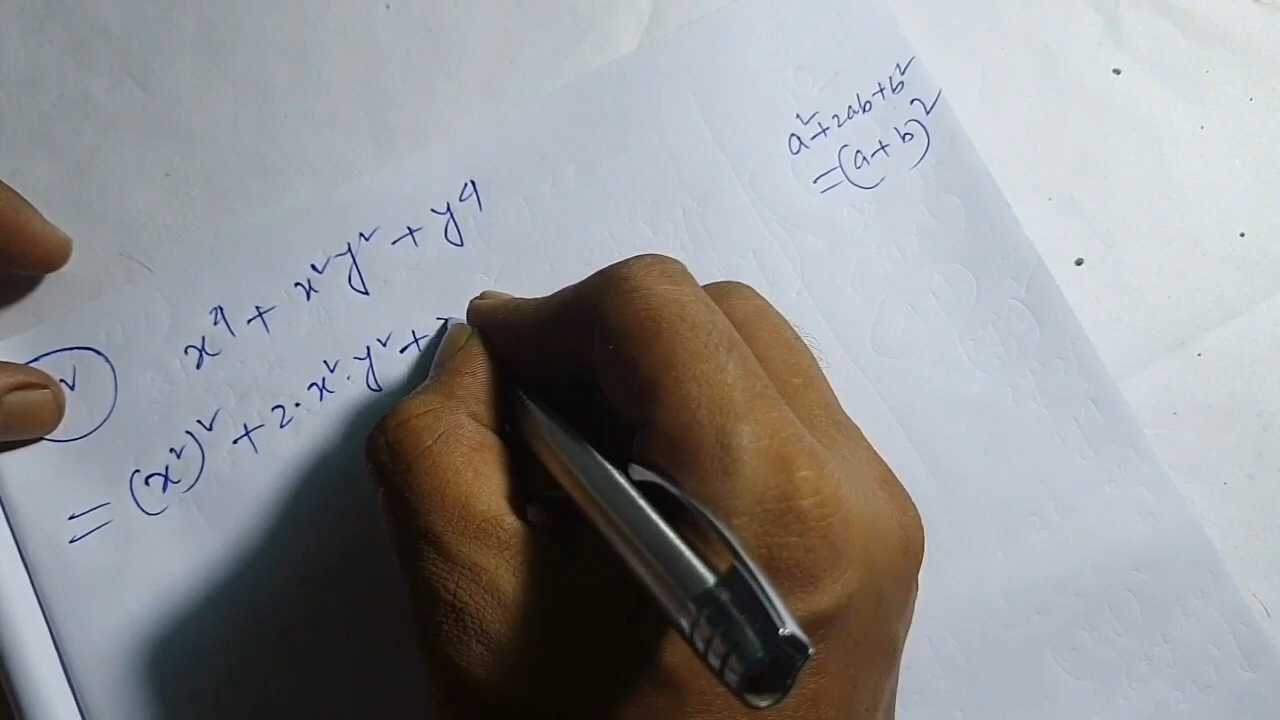 a²+2ab+b²
=(a+b)²
x⁴ + x²y² + y⁴
= (x²)² + 2·x²·y² +